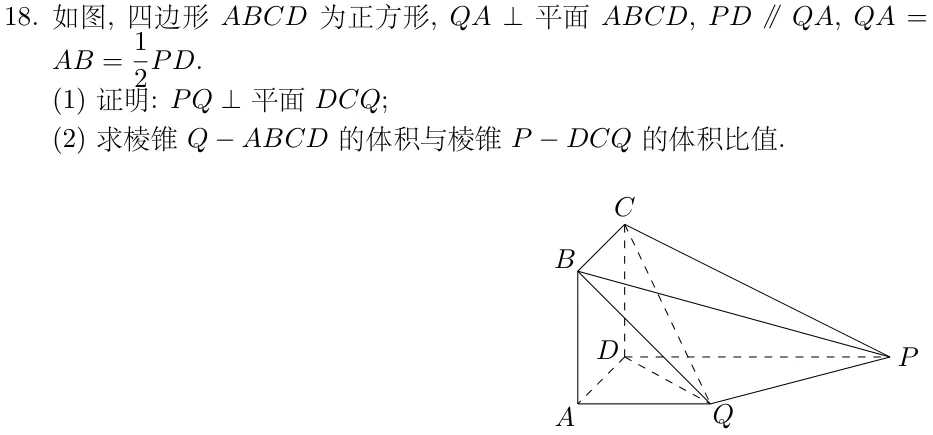 18. 如图, 四边形 ABCD 为正方形, QA ⊥ 平面 ABCD, PD ∥ QA, QA =
AB = \frac{1}{2}PD.
(1) 证明: PQ ⊥ 平面 DCQ;
(2) 求棱锥 Q − ABCD 的体积与棱锥 P − DCQ 的体积比值.
C
B
D
P
A
Q